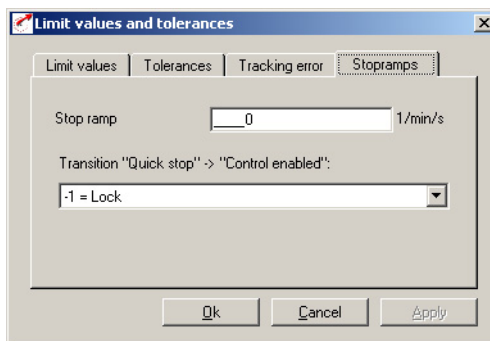 Limit values and tolerances
Limit values Tolerances Tracking error Stopramps
Stop ramp ____0 1/min/s
Transition "Quick stop" -> "Control enabled":
-1 = Lock
Ok Cancel Apply